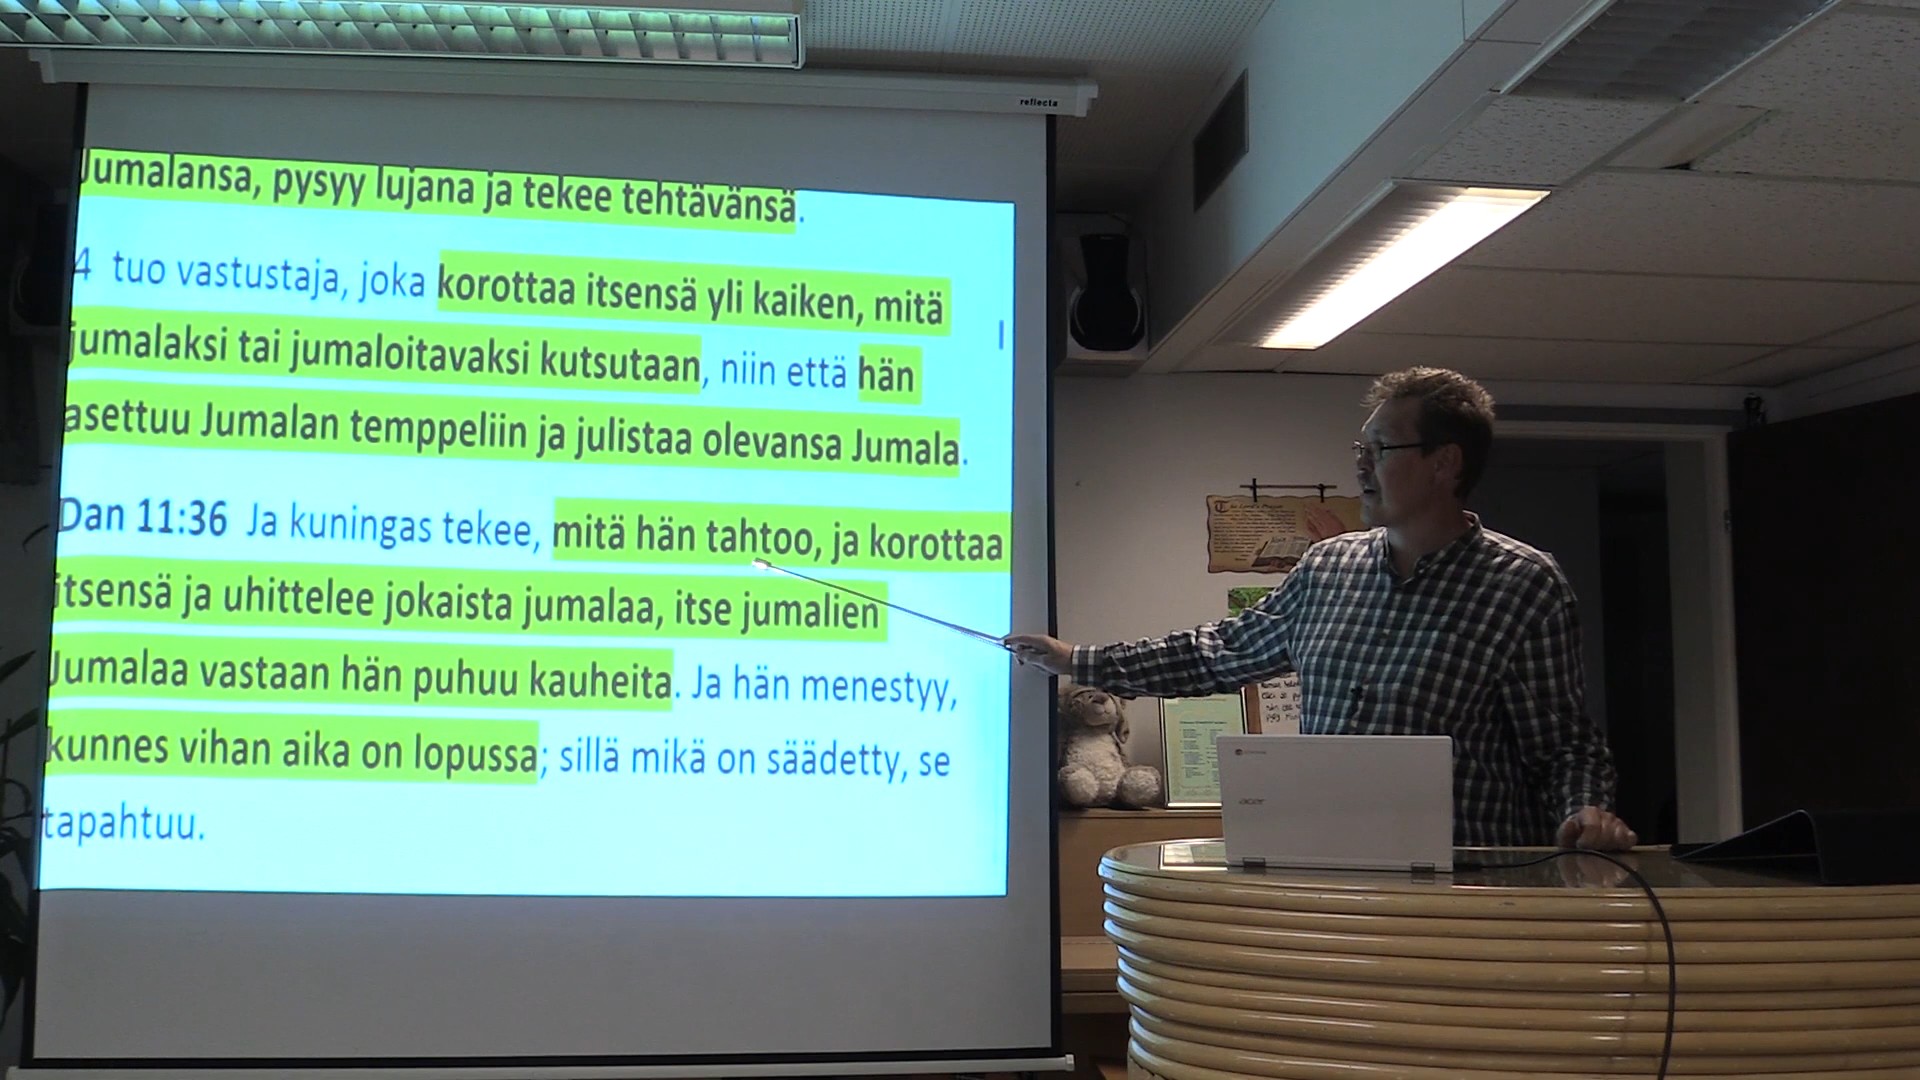 reflecta
Jumalansa, pysyy lujana ja tekee tehtävänsä.
4 tuo vastustaja, joka korottaa itsensä yli kaiken, mitä
jumalaksi tai jumaloitavaksi kutsutaan, niin että hän
asettuu Jumalan temppeliin ja julistaa olevansa Jumala.
Dan 11:36 Ja kuningas tekee, mitä hän tahtoo, ja korottaa
itsensä ja uhittelee jokaista jumalaa, itse jumalien
Jumalaa vastaan hän puhuu kauheita. Ja hän menestyy,
kunnes vihan aika on lopussa; sillä mikä on säädetty, se
tapahtuu.
acer